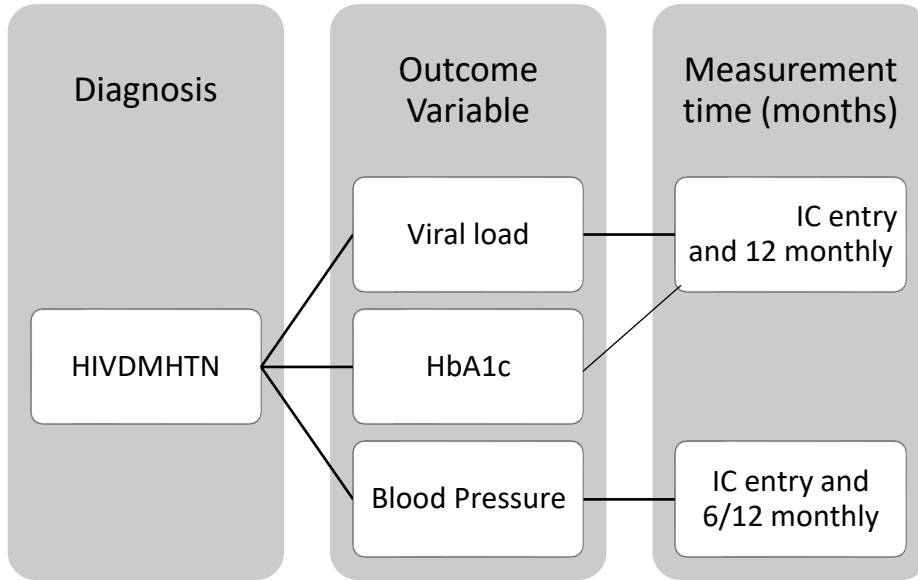 Diagnosis
Outcome
Variable
Measurement
time (months)
HIVDMHTN
Viral load
HbA1c
Blood Pressure
IC entry
and 12 monthly
IC entry and
6/12 monthly